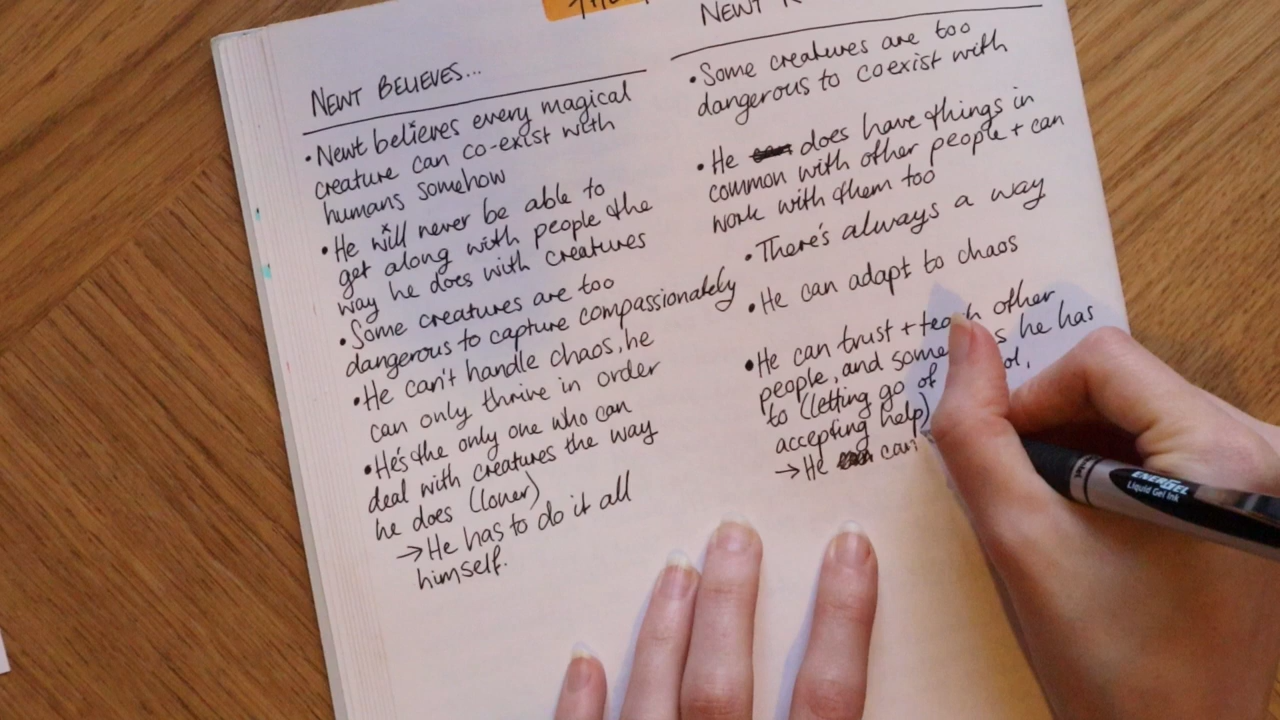 NEWT BELIEVES...
• Newt believes every magical
creature can co-exist with
humans somehow
• He will never be able to
get along with people the
way he does with creatures
• Some creatures are too
dangerous to capture compassionately
• He can't handle chaos, he
can only thrive in order
• He's the only one who can
deal with creatures the way
he does (loner)
→ He has to do it all
himself.
NEWT
• Some creatures are too
dangerous to coexist with
• He does have things in
common with other people + can
work with them too
• There's always a way
• He can adapt to chaos
• He can trust + teach other
people, and he has
to (letting go of
accepting help)
→ He can
ENERGEL
Liquid Gel Ink